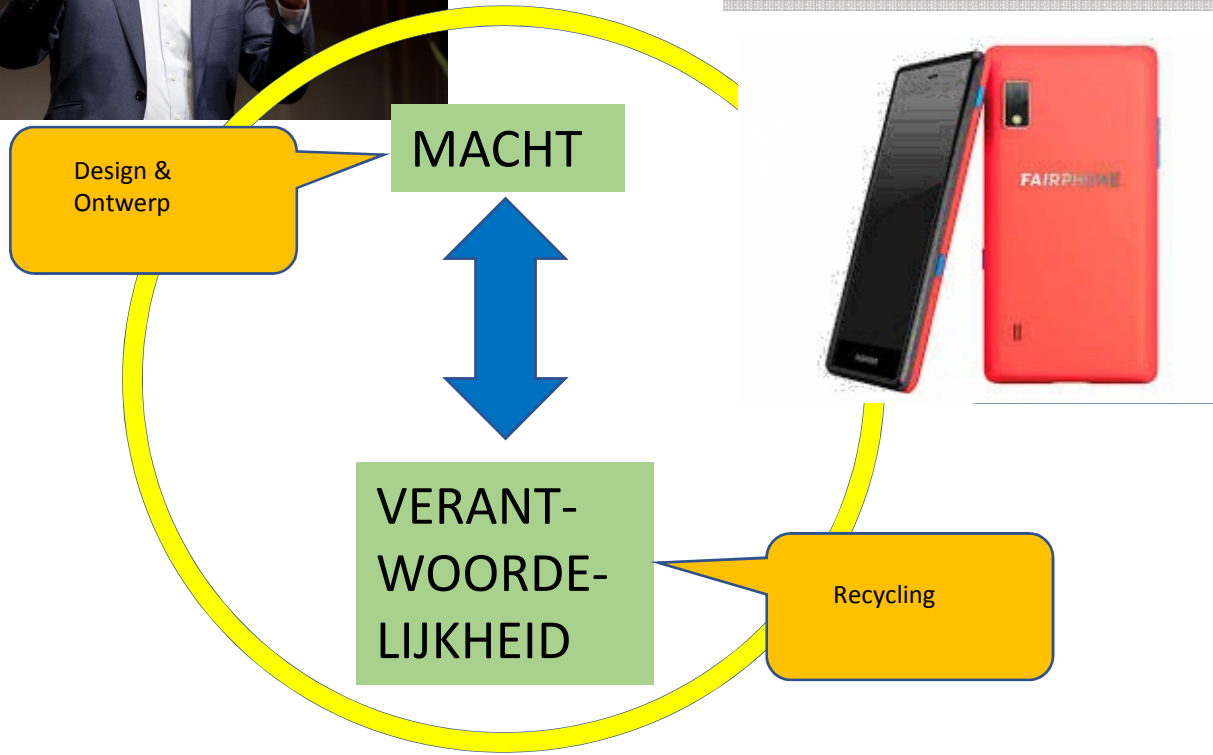 MACHT
Design &
Ontwerp
FAIRPHONE
VERANT-
WOORDE-
LIJKHEID
Recycling